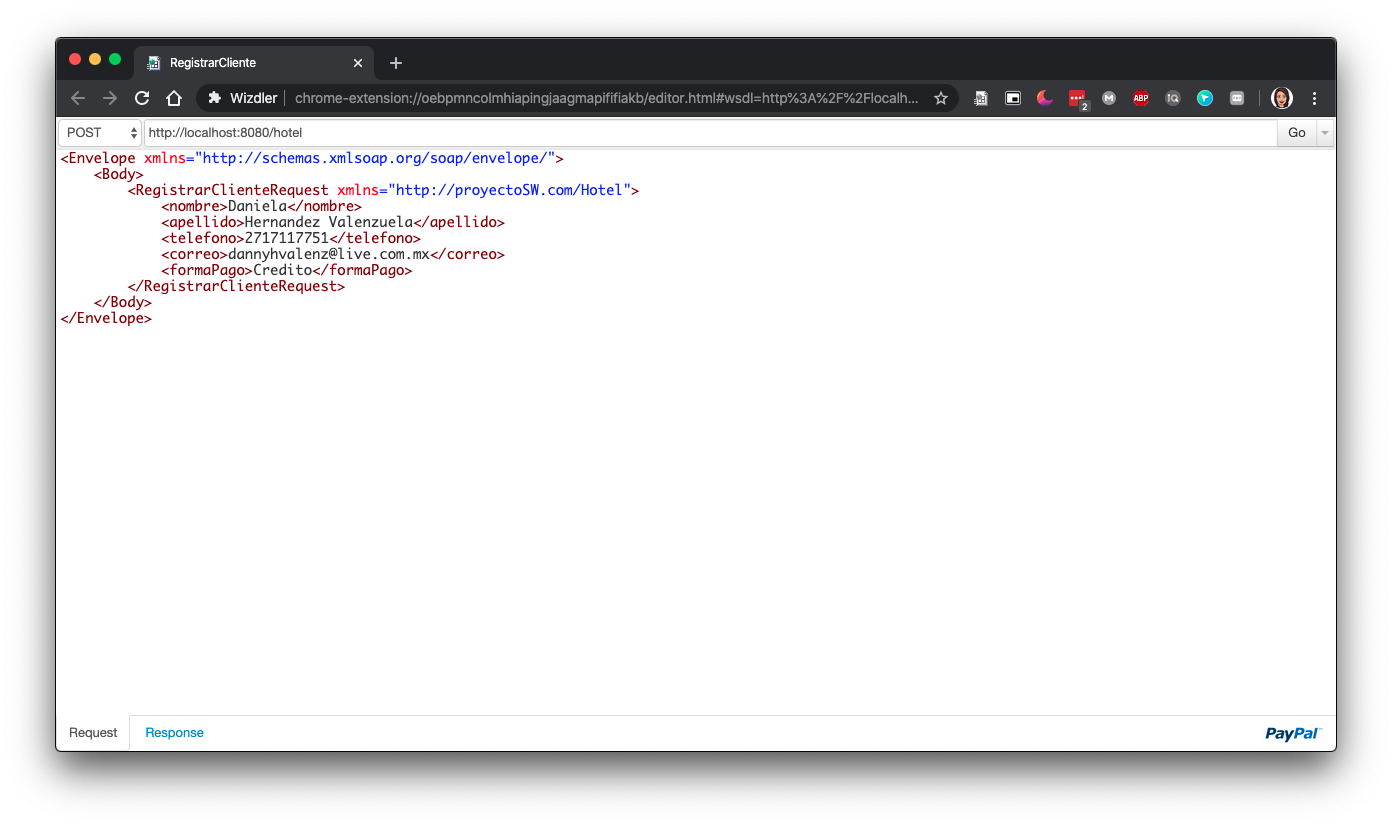 RegistrarCliente
Wizdler chrome-extension://oebpmncolmhiapingjaagmapififiakb/editor.html#wsdl=http%3A%2F%2Flocalh... 2 M ABP IQ
POST http://localhost:8080/hotel Go
<Envelope xmlns="http://schemas.xmlsoap.org/soap/envelope/">
<Body>
<RegistrarClienteRequest xmlns="http://proyectoSW.com/Hotel">
<nombre>Daniela</nombre>
<apellido>Hernandez Valenzuela</apellido>
<telefono>2717117751</telefono>
<correo>dannyhvalenz@live.com.mx</correo>
<formaPago>Credito</formaPago>
</RegistrarClienteRequest>
</Body>
</Envelope>
Request Response PayPal